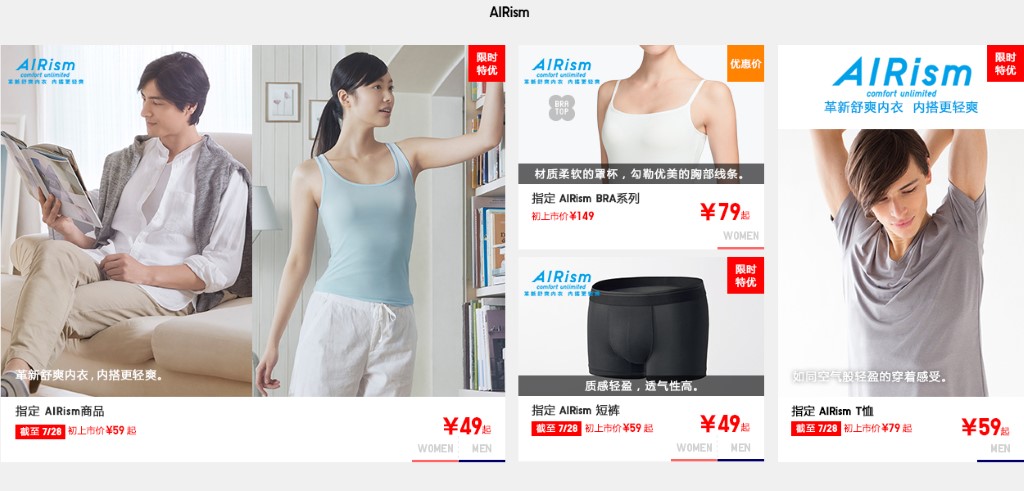 AIRism
AIRism
comfort unlimited
革新舒爽内衣 内搭更轻爽
限时
特优
革新舒爽内衣，内搭更轻爽。
指定 AIRism商品
截至 7/28 初上市价¥59 起
¥49起
WOMEN MEN
AIRism
comfort unlimited
革新舒爽内衣 内搭更轻爽
优惠价
BRA
TOP
材质柔软的罩杯，勾勒优美的胸部线条。
指定 AIRism BRA系列
初上市价¥149
¥79起
WOMEN
AIRism
comfort unlimited
革新舒爽内衣 内搭更轻爽
限时
特优
质感轻盈，透气性高。
指定 AIRism 短裤
截至 7/28 初上市价¥59 起
¥49起
WOMEN MEN
AIRism
comfort unlimited
革新舒爽内衣 内搭更轻爽
限时
特优
如同空气般轻盈的穿着感受。
指定 AIRism T恤
截至 7/28 初上市价¥79 起
¥59起
MEN